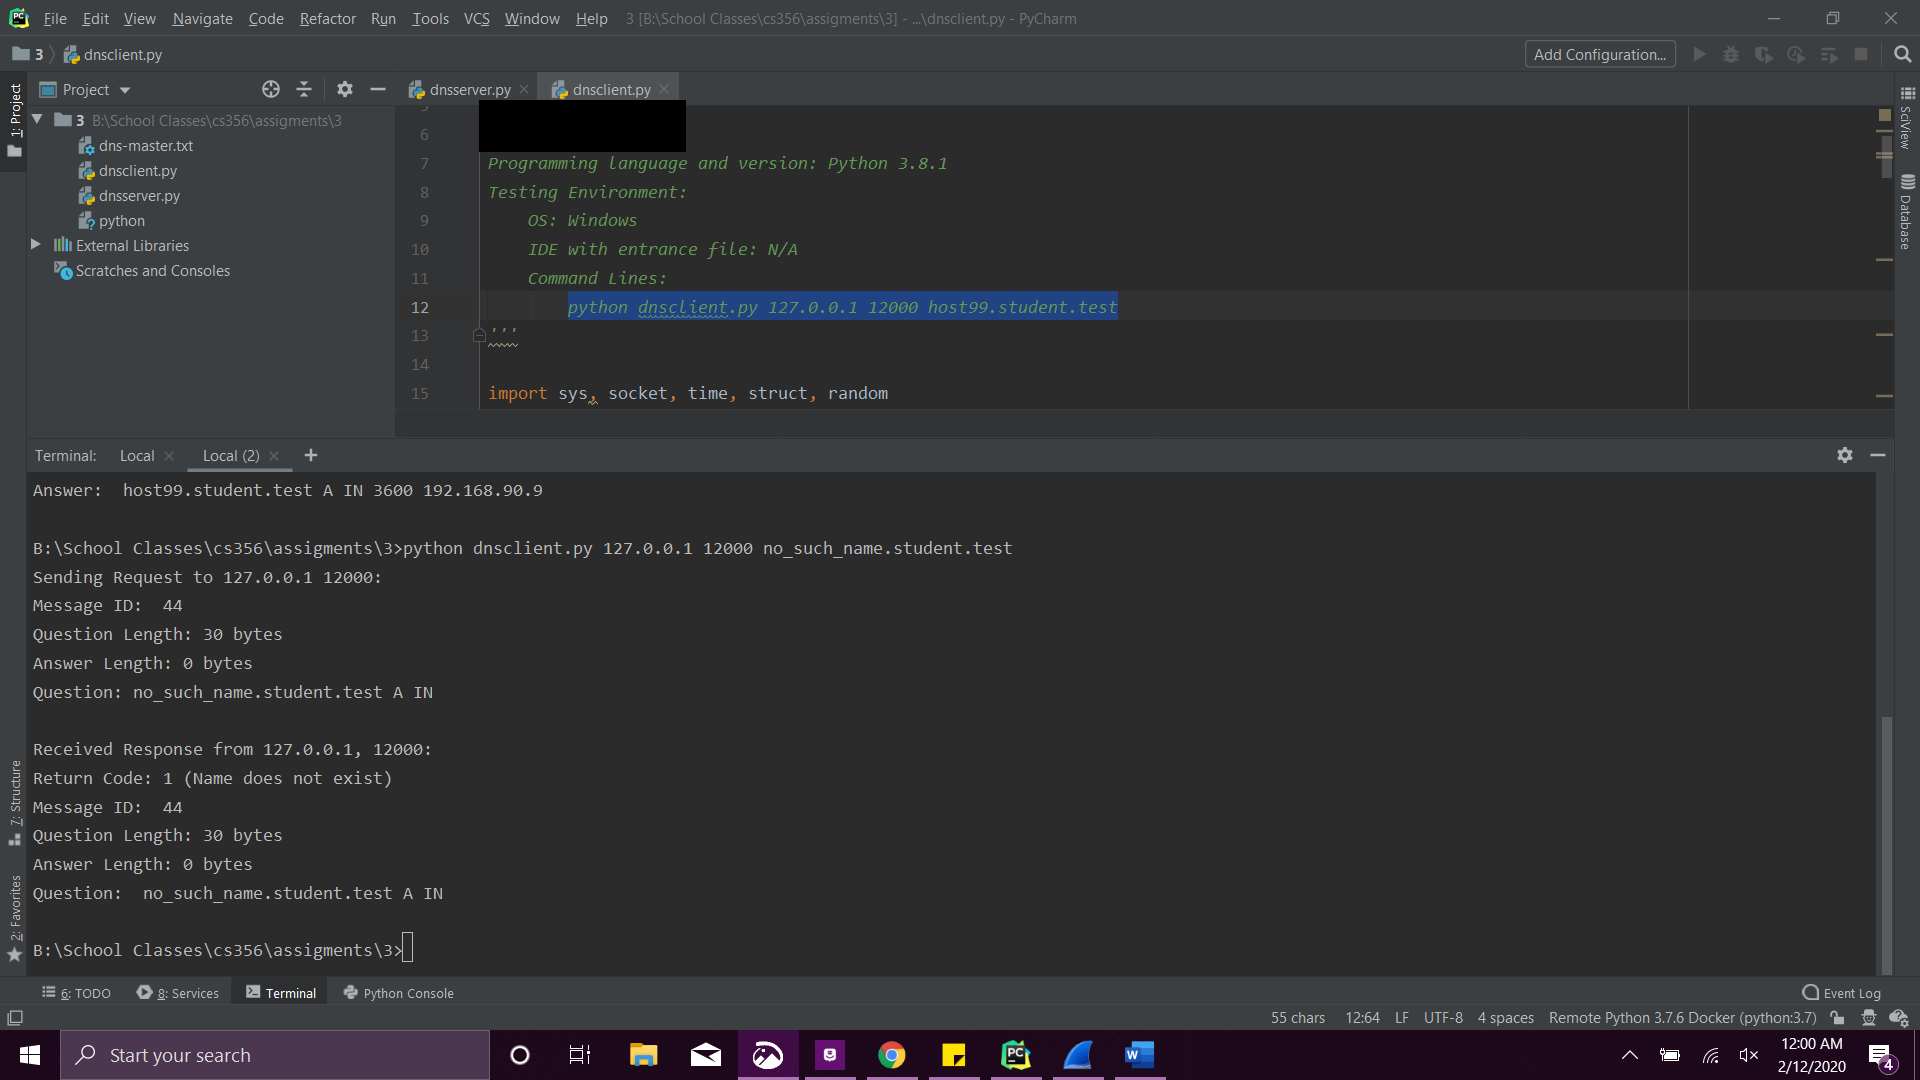 File Edit View Navigate Code Refactor Run Tools VCS Window Help 3 [B:\School Classes\cs356\assigments\3] - ...\dnsclient.py - PyCharm
3 dnsclient.py
Add Configuration...
1: Project
Project
dnsserver.py
dnsclient.py
3 B:\School Classes\cs356\assigments\3
dns-master.txt
dnsclient.py
dnsserver.py
python
External Libraries
Scratches and Consoles
5
6
7 Programming language and version: Python 3.8.1
8 Testing Environment:
9 OS: Windows
10 IDE with entrance file: N/A
11 Command Lines:
12 python dnsclient.py 127.0.0.1 12000 host99.student.test
13 '''
14
15 import sys, socket, time, struct, random
SciView
Database
Terminal: Local Local (2) +
Answer:  host99.student.test A IN 3600 192.168.90.9
B:\School Classes\cs356\assigments\3>python dnsclient.py 127.0.0.1 12000 no_such_name.student.test
Sending Request to 127.0.0.1 12000:
Message ID:  44
Question Length: 30 bytes
Answer Length: 0 bytes
Question: no_such_name.student.test A IN
Received Response from 127.0.0.1, 12000:
Return Code: 1 (Name does not exist)
Message ID:  44
Question Length: 30 bytes
Answer Length: 0 bytes
Question:  no_such_name.student.test A IN
B:\School Classes\cs356\assigments\3>
7: Structure
2: Favorites
6: TODO 8: Services Terminal Python Console Event Log
55 chars 12:64 LF UTF-8 4 spaces Remote Python 3.7.6 Docker (python:3.7)
Start your search
PC
W
12:00 AM
2/12/2020
4